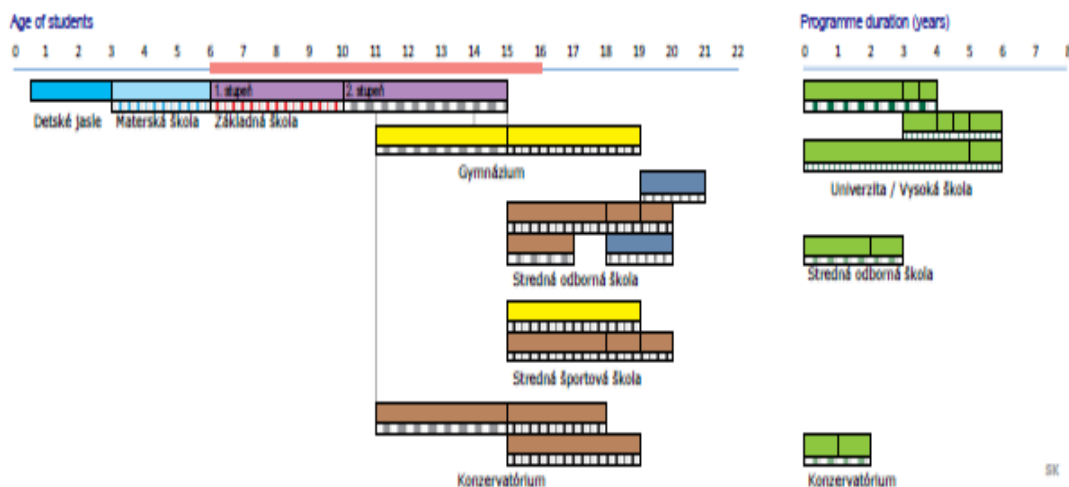 Age of students
Programme duration (years)
0 1 2 3 4 5 6 7 8 9 10 11 12 13 14 15 16 17 18 19 20 21 22
0 1 2 3 4 5 6 7 8
1. stupeň
2. stupeň
Detské jasle
Materská škola
Základná škola
Gymnázium
Univerzita / Vysoká škola
Stredná odborná škola
Stredná odborná škola
Stredná športová škola
Konzervatórium
Konzervatórium
SK